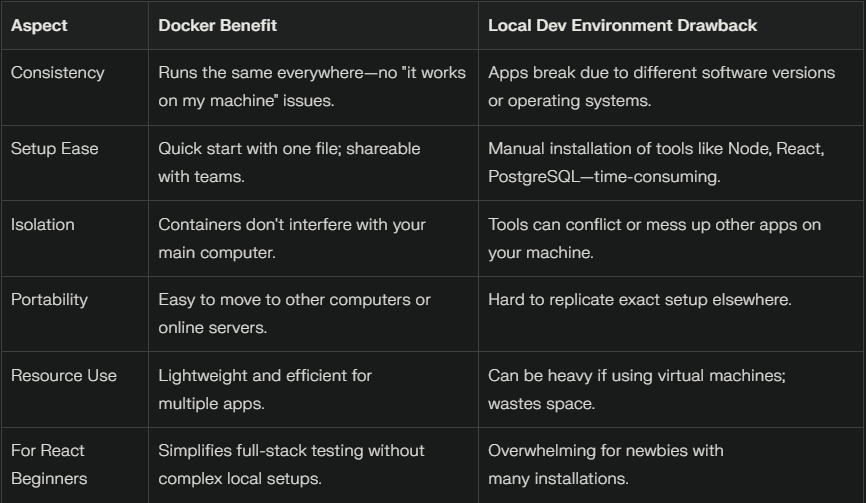 Aspect
Docker Benefit
Local Dev Environment Drawback
Consistency
Runs the same everywhere—no "it works
on my machine" issues.
Apps break due to different software versions
or operating systems.
Setup Ease
Quick start with one file; shareable
with teams.
Manual installation of tools like Node, React,
PostgreSQL—time-consuming.
Isolation
Containers don't interfere with your
main computer.
Tools can conflict or mess up other apps on
your machine.
Portability
Easy to move to other computers or
online servers.
Hard to replicate exact setup elsewhere.
Resource Use
Lightweight and efficient for
multiple apps.
Can be heavy if using virtual machines;
wastes space.
For React
Beginners
Simplifies full-stack testing without
complex local setups.
Overwhelming for newbies with
many installations.